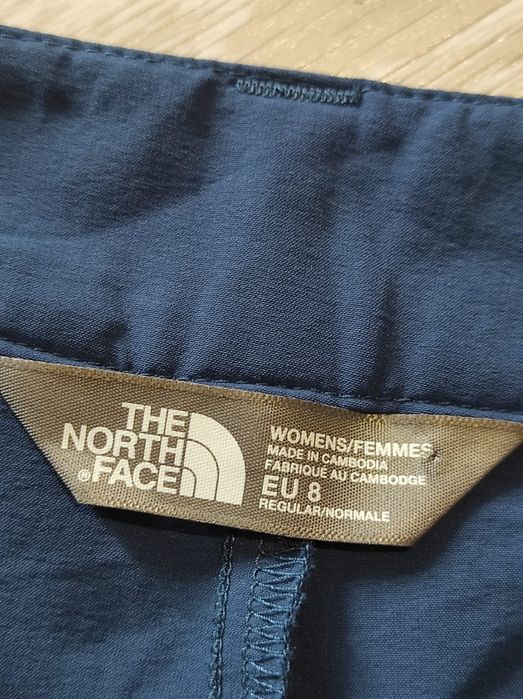 THE
NORTH
®FACE
WOMENS/FEMMES
MADE IN CAMBODIA
FABRIQUE AU CAMBODGE
EU 8
REGULAR/NORMALE